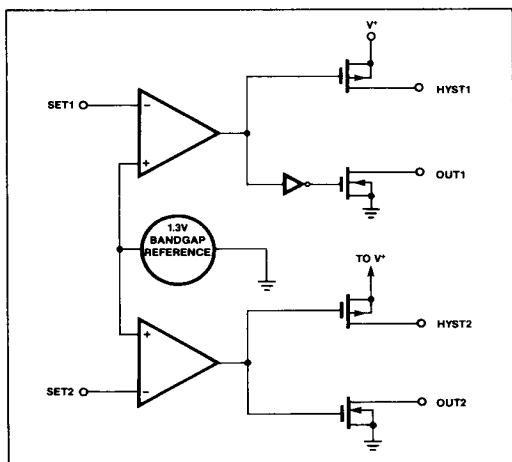 V+
HYST1
SET1
−
+
OUT1
1.3V
BANDGAP
REFERENCE
TO V+
+
HYST2
SET2
−
OUT2